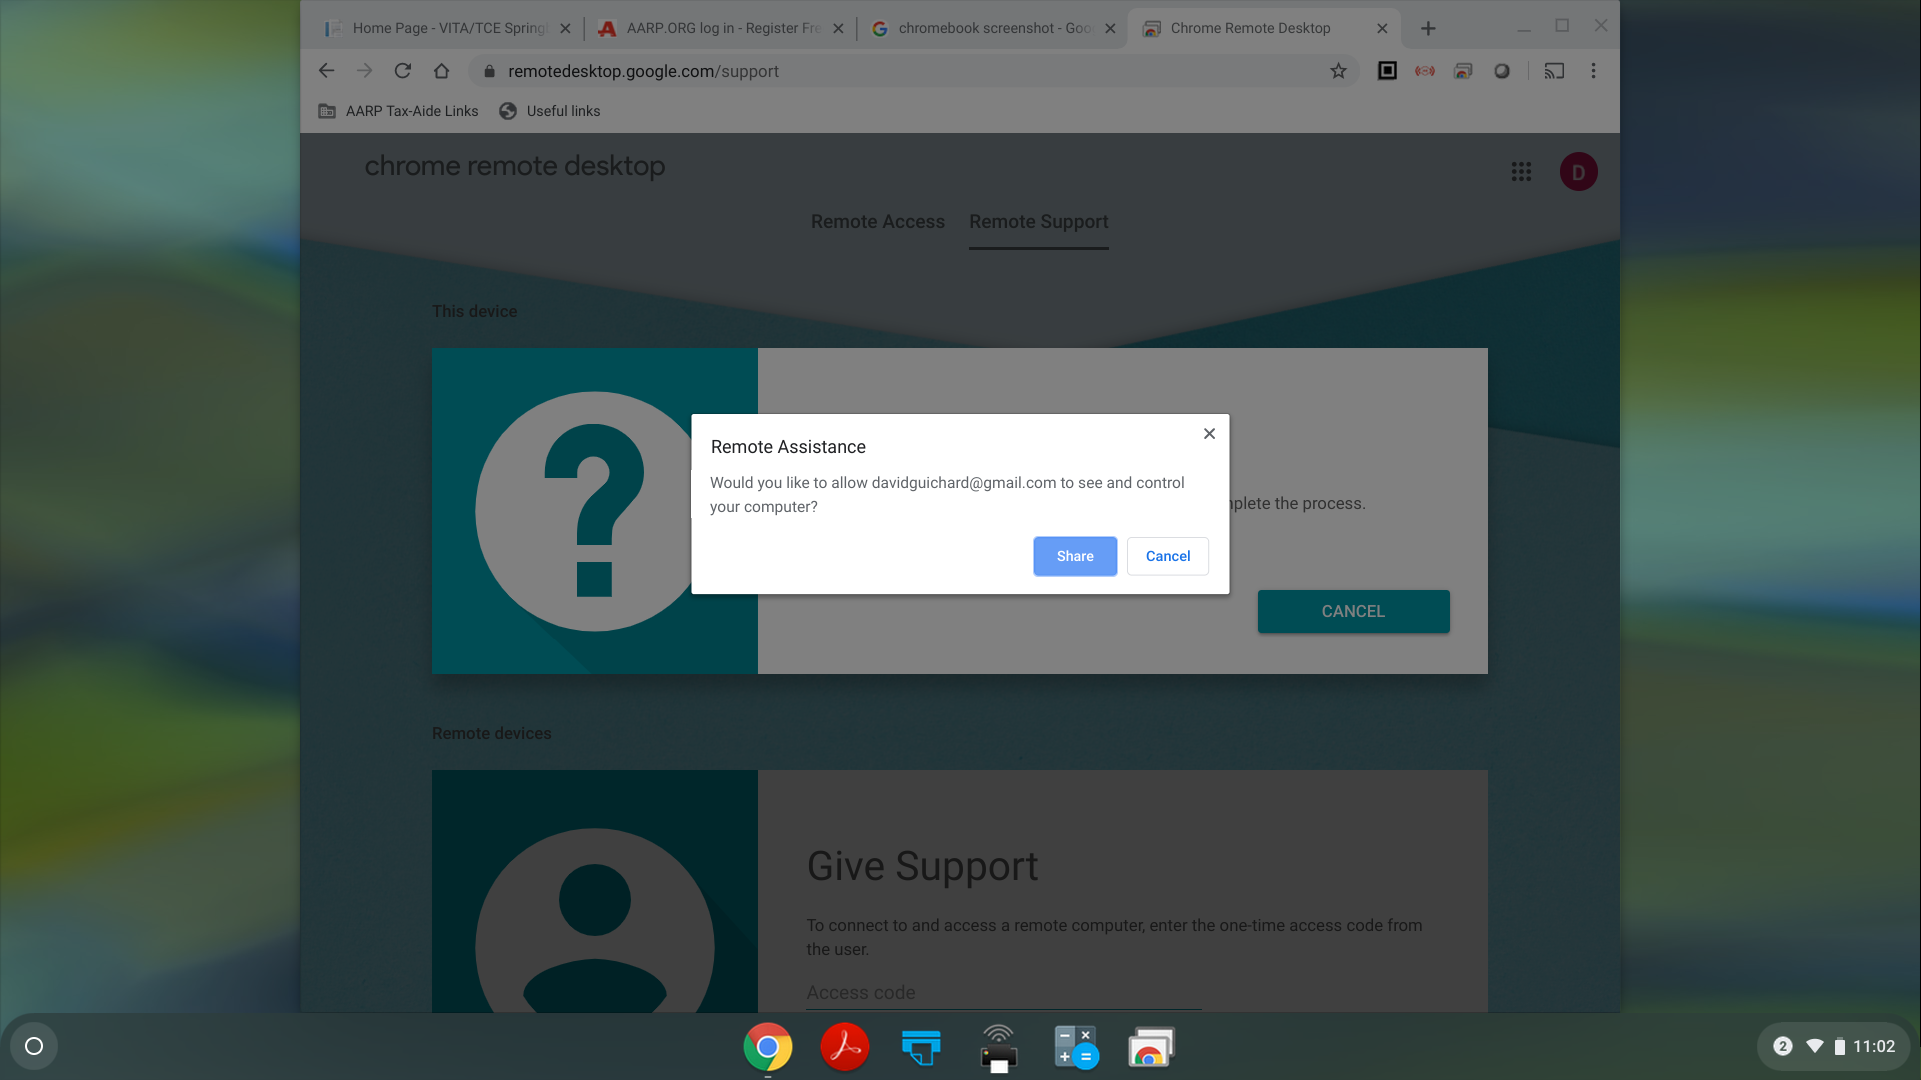 Home Page - VITA/TCE Springl
AARP.ORG log in - Register Fre
chromebook screenshot - Goo
Chrome Remote Desktop
remotedesktop.google.com/support
AARP Tax-Aide Links
Useful links
chrome remote desktop
D
Remote Access
Remote Support
This device
Remote Assistance
Would you like to allow davidguichard@gmail.com to see and control
your computer?
plete the process.
Share
Cancel
CANCEL
Remote devices
Give Support
To connect to and access a remote computer, enter the one-time access code from
the user.
Access code
2
11:02